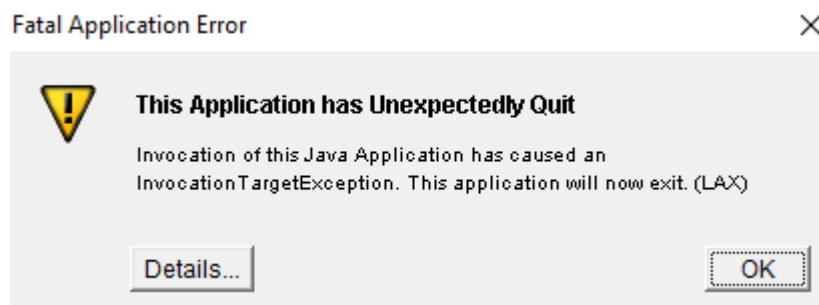 Fatal Application Error
This Application has Unexpectedly Quit
Invocation of this Java Application has caused an
InvocationTargetException. This application will now exit. (LAX)
Details...
OK